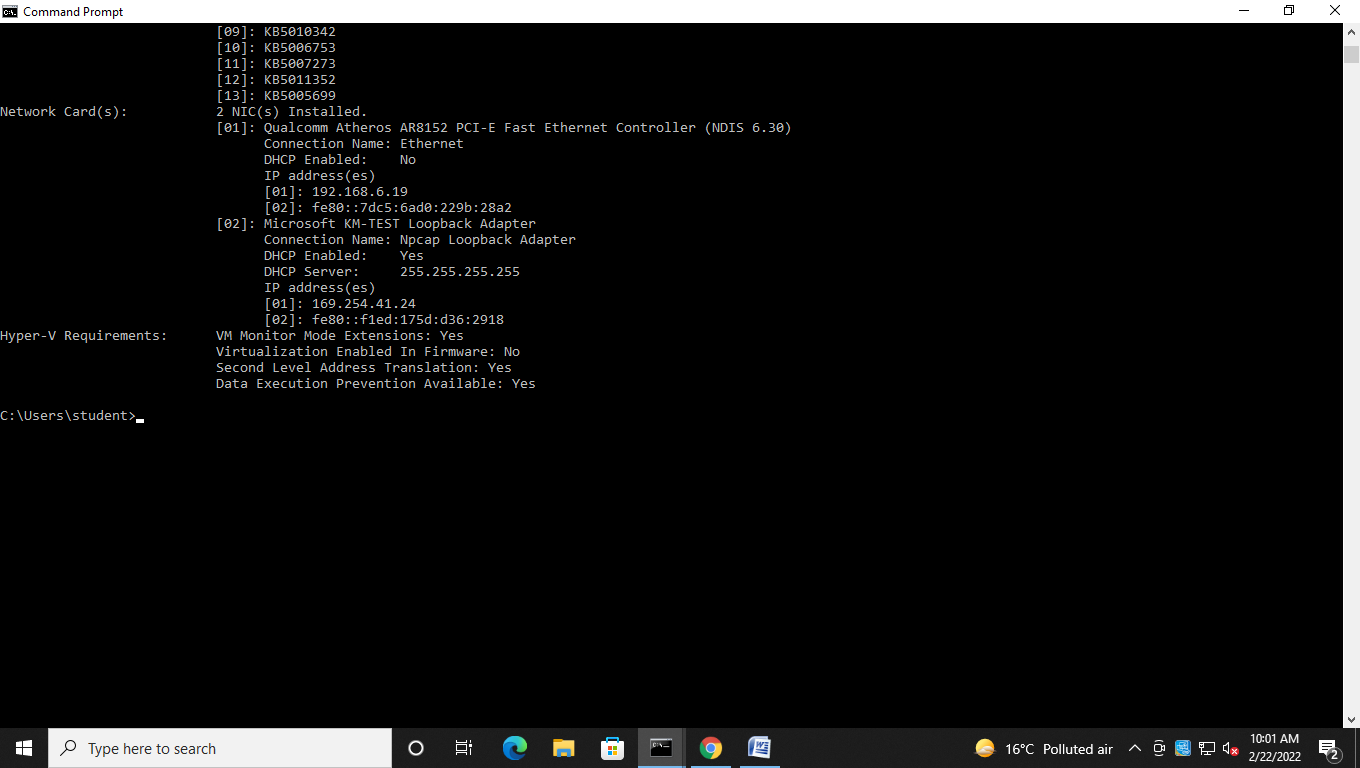 Command Prompt
[09]: KB5010342
[10]: KB5006753
[11]: KB5007273
[12]: KB5011352
[13]: KB5005699
Network Card(s): 2 NIC(s) Installed.
[01]: Qualcomm Atheros AR8152 PCI-E Fast Ethernet Controller (NDIS 6.30)
Connection Name: Ethernet
DHCP Enabled: No
IP address(es)
[01]: 192.168.6.19
[02]: fe80::7dc5:6ad0:229b:28a2
[02]: Microsoft KM-TEST Loopback Adapter
Connection Name: Npcap Loopback Adapter
DHCP Enabled: Yes
DHCP Server: 255.255.255.255
IP address(es)
[01]: 169.254.41.24
[02]: fe80::f1ed:175d:d36:2918
Hyper-V Requirements: VM Monitor Mode Extensions: Yes
Virtualization Enabled In Firmware: No
Second Level Address Translation: Yes
Data Execution Prevention Available: Yes
C:\Users\student>
Type here to search
16°C Polluted air
10:01 AM
2/22/2022
2